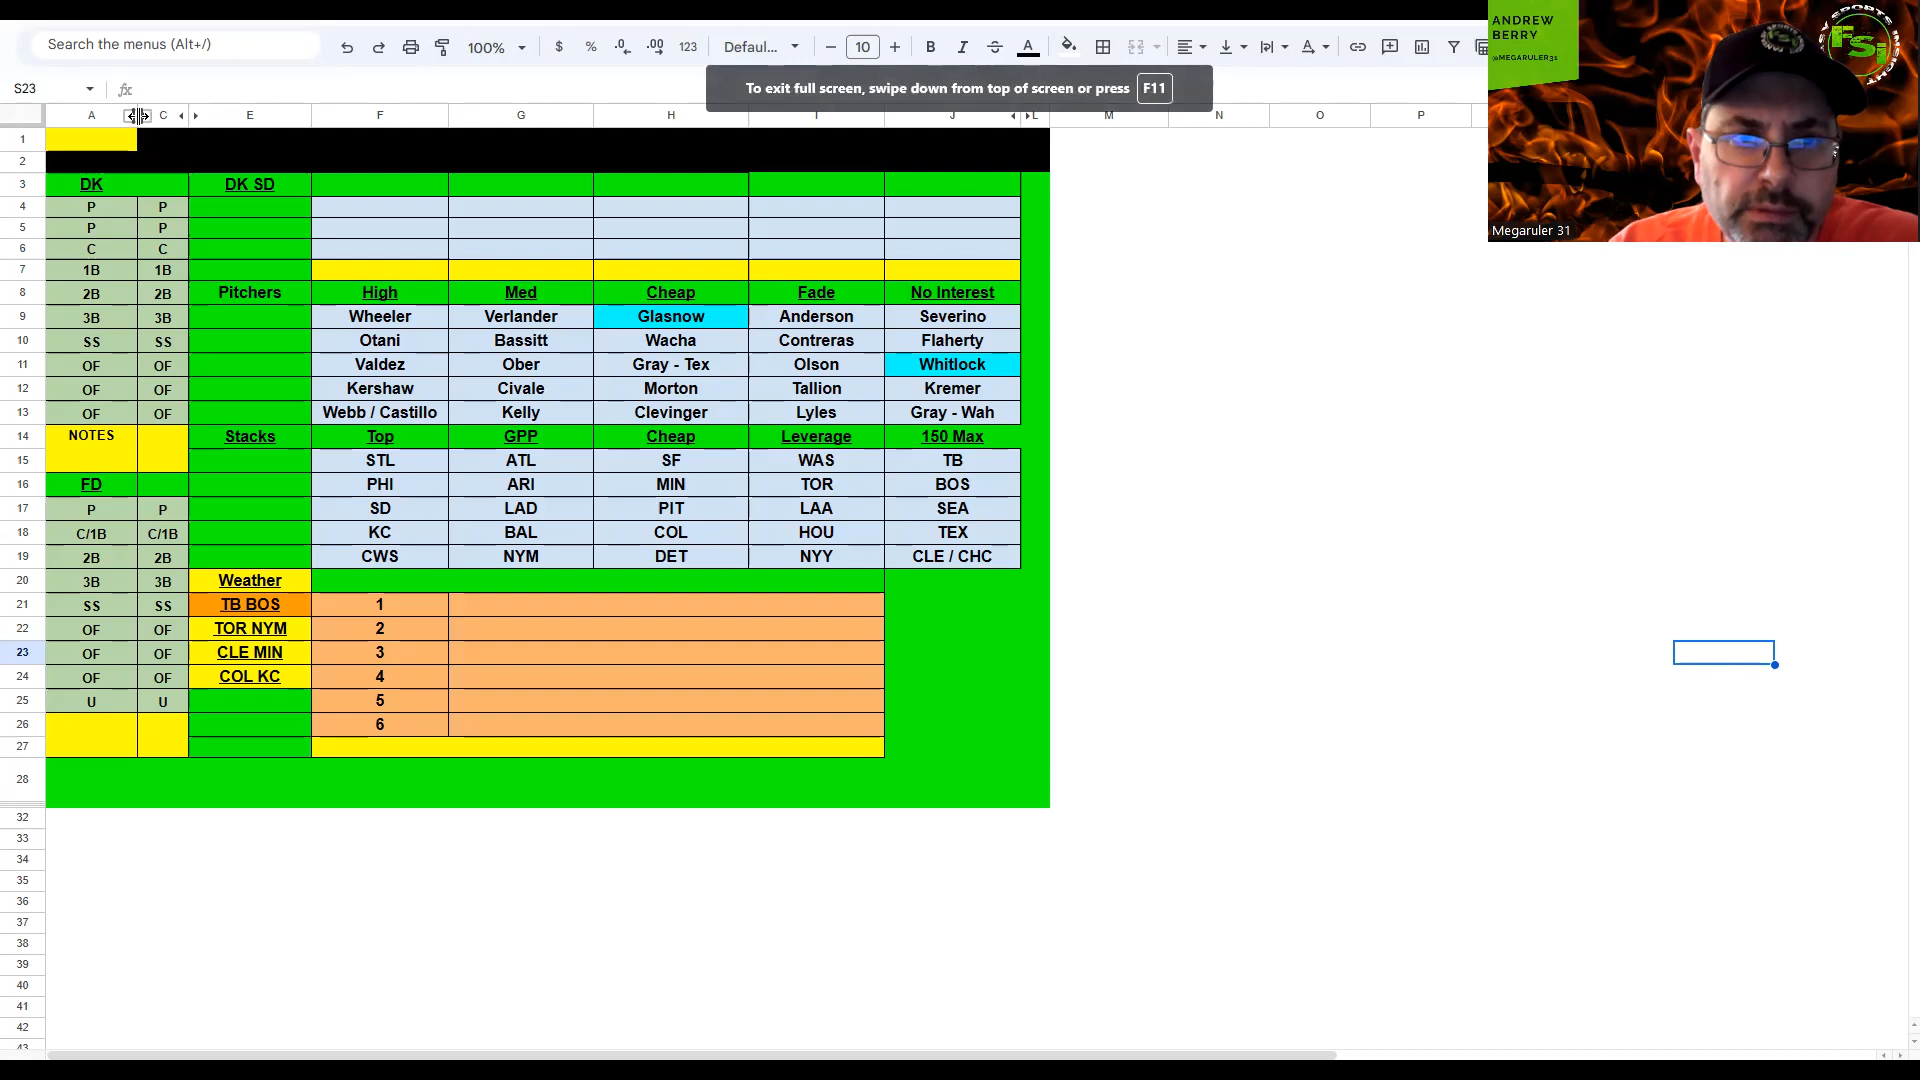 Search the menus (Alt+/)
100%
$ % .0 .00 123
Defaul...
10
B I A
To exit full screen, swipe down from top of screen or press F11
ANDREW
BERRY
@MEGARULER31
FSi
Megaruler 31
S23
fx
A C E F G H I J L M N O P
1
2
3 DK DK SD
4 P P
5 P P
6 C C
7 1B 1B
8 2B 2B Pitchers High Med Cheap Fade No Interest
9 3B 3B Wheeler Verlander Glasnow Anderson Severino
10 SS SS Otani Bassitt Wacha Contreras Flaherty
11 OF OF Valdez Ober Gray - Tex Olson Whitlock
12 OF OF Kershaw Civale Morton Tallion Kremer
13 OF OF Webb / Castillo Kelly Clevinger Lyles Gray - Wah
14 NOTES Stacks Top GPP Cheap Leverage 150 Max
15 STL ATL SF WAS TB
16 FD PHI ARI MIN TOR BOS
17 P P SD LAD PIT LAA SEA
18 C/1B C/1B KC BAL COL HOU TEX
19 2B 2B CWS NYM DET NYY CLE / CHC
20 3B 3B Weather
21 SS SS TB BOS 1
22 OF OF TOR NYM 2
23 OF OF CLE MIN 3
24 OF OF COL KC 4
25 U U 5
26 6
27
28
32
33
34
35
36
37
38
39
40
41
42
43